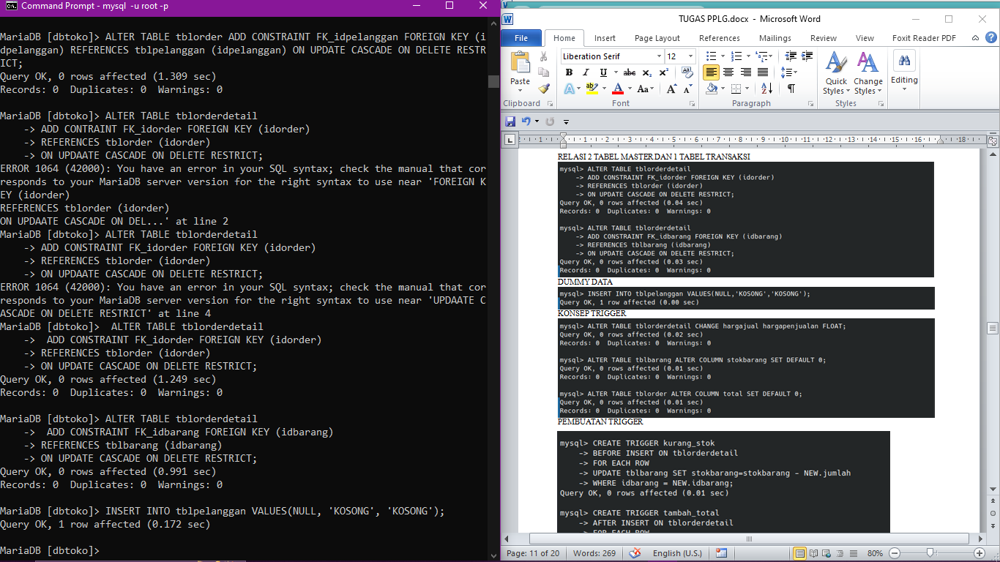 Command Prompt - mysql  -u root -p
MariaDB [dbtoko]> ALTER TABLE tblorder ADD CONSTRAINT FK_idpelanggan FOREIGN KEY (i
dpelanggan) REFERENCES tblpelanggan (idpelanggan) ON UPDATE CASCADE ON DELETE RESTR
ICT;
Query OK, 0 rows affected (1.309 sec)
Records: 0  Duplicates: 0  Warnings: 0
MariaDB [dbtoko]> ALTER TABLE tblorderdetail
    -> ADD CONTRAINT FK_idorder FOREIGN KEY (idorder)
    -> REFERENCES tblorder (idorder)
    -> ON UPDAATE CASCADE ON DELETE RESTRICT;
ERROR 1064 (42000): You have an error in your SQL syntax; check the manual that cor
responds to your MariaDB server version for the right syntax to use near 'FOREIGN K
EY (idorder)
REFERENCES tblorder (idorder)
ON UPDAATE CASCADE ON DEL...' at line 2
MariaDB [dbtoko]> ALTER TABLE tblorderdetail
    -> ADD CONSTRAINT FK_idorder FOREIGN KEY (idorder)
    -> REFERENCES tblorder (idorder)
    -> ON UPDAATE CASCADE ON DELETE RESTRICT;
ERROR 1064 (42000): You have an error in your SQL syntax; check the manual that cor
responds to your MariaDB server version for the right syntax to use near 'UPDAATE C
ASCADE ON DELETE RESTRICT' at line 4
MariaDB [dbtoko]>  ALTER TABLE tblorderdetail
    ->  ADD CONSTRAINT FK_idorder FOREIGN KEY (idorder)
    -> REFERENCES tblorder (idorder)
    -> ON UPDATE CASCADE ON DELETE RESTRICT;
Query OK, 0 rows affected (1.249 sec)
Records: 0  Duplicates: 0  Warnings: 0
MariaDB [dbtoko]> ALTER TABLE tblorderdetail
    ->  ADD CONSTRAINT FK_idbarang FOREIGN KEY (idbarang)
    -> REFERENCES tblbarang (idbarang)
    -> ON UPDATE CASCADE ON DELETE RESTRICT;
Query OK, 0 rows affected (0.991 sec)
Records: 0  Duplicates: 0  Warnings: 0
MariaDB [dbtoko]> INSERT INTO tblpelanggan VALUES(NULL, 'KOSONG', 'KOSONG');
Query OK, 1 row affected (0.172 sec)
MariaDB [dbtoko]>
TUGAS PPLG.docx - Microsoft Word
File Home Insert Page Layout References Mailings Review View Foxit Reader PDF
Liberation Serif 12
Paste
Quick Styles
Change Styles
Editing
Clipboard Font Paragraph Styles
1 1 2 3 4 5 6 7 8 9 10 11 12 13 14 15 16 18
RELASI 2 TABEL MASTER DAN 1 TABEL TRANSAKSI
mysql> ALTER TABLE tblorderdetail
    -> ADD CONSTRAINT FK_idorder FOREIGN KEY (idorder)
    -> REFERENCES tblorder (idorder)
    -> ON UPDATE CASCADE ON DELETE RESTRICT;
Query OK, 0 rows affected (0.04 sec)
Records: 0  Duplicates: 0  Warnings: 0
mysql> ALTER TABLE tblorderdetail
    -> ADD CONSTRAINT FK_idbarang FOREIGN KEY (idbarang)
    -> REFERENCES tblbarang (idbarang)
    -> ON UPDATE CASCADE ON DELETE RESTRICT;
Query OK, 0 rows affected (0.03 sec)
Records: 0  Duplicates: 0  Warnings: 0
DUMMY DATA
mysql> INSERT INTO tblpelanggan VALUES(NULL,'KOSONG','KOSONG');
Query OK, 1 row affected (0.00 sec)
KONSEP TRIGGER
mysql> ALTER TABLE tblorderdetail CHANGE hargajual hargapenjualan FLOAT;
Query OK, 0 rows affected (0.02 sec)
Records: 0  Duplicates: 0  Warnings: 0
mysql> ALTER TABLE tblbarang ALTER COLUMN stokbarang SET DEFAULT 0;
Query OK, 0 rows affected (0.01 sec)
Records: 0  Duplicates: 0  Warnings: 0
mysql> ALTER TABLE tblorder ALTER COLUMN total SET DEFAULT 0;
Query OK, 0 rows affected (0.01 sec)
Records: 0  Duplicates: 0  Warnings: 0
PEMBUATAN TRIGGER
mysql> CREATE TRIGGER kurang_stok
    -> BEFORE INSERT ON tblorderdetail
    -> FOR EACH ROW
    -> UPDATE tblbarang SET stokbarang=stokbarang - NEW.jumlah
    -> WHERE idbarang = NEW.idbarang;
Query OK, 0 rows affected (0.01 sec)
mysql> CREATE TRIGGER tambah_total
    -> AFTER INSERT ON tblorderdetail
    -> FOR EACH ROW
Page: 11 of 20 Words: 269 English (U.S.) 80%